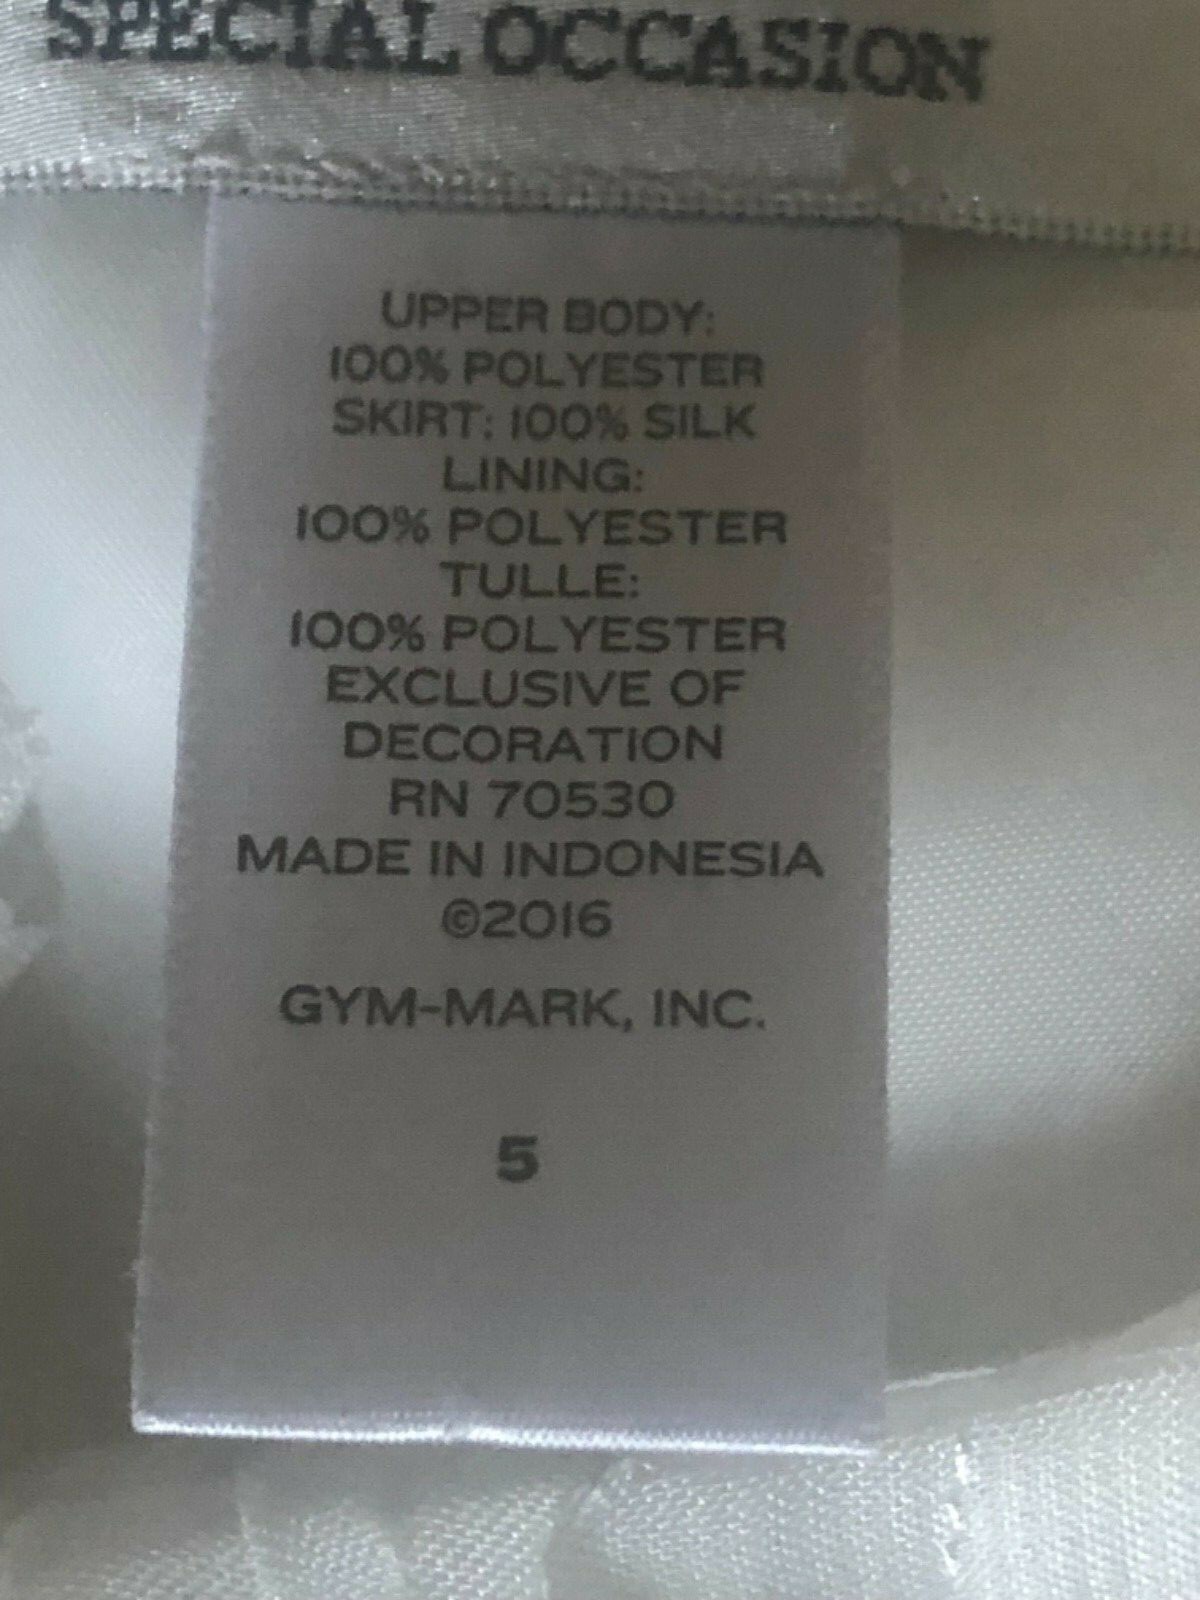 SPECIAL OCCASION
UPPER BODY:
100% POLYESTER
SKIRT: 100% SILK
LINING:
100% POLYESTER
TULLE:
100% POLYESTER
EXCLUSIVE OF
DECORATION
RN 70530
MADE IN INDONESIA
©2016
GYM-MARK, INC.
5